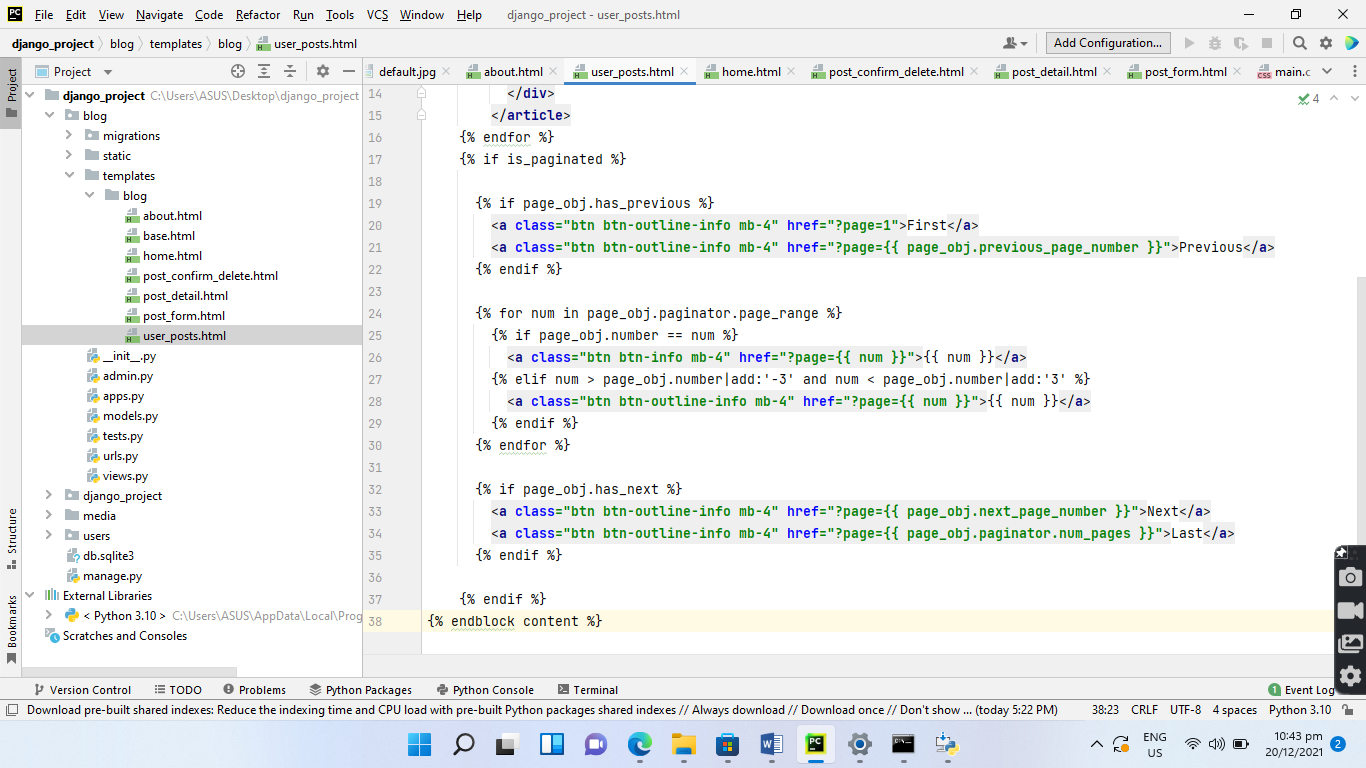 File Edit View Navigate Code Refactor Run Tools VCS Window Help django_project - user_posts.html
django_project blog templates blog user_posts.html Add Configuration...
Project default.jpg about.html user_posts.html home.html post_confirm_delete.html post_detail.html post_form.html main.c
Project
Structure
Bookmarks
django_project C:\Users\ASUS\Desktop\django_project
blog
migrations
static
templates
blog
about.html
base.html
home.html
post_confirm_delete.html
post_detail.html
post_form.html
user_posts.html
__init__.py
admin.py
apps.py
models.py
tests.py
urls.py
views.py
django_project
media
users
db.sqlite3
manage.py
External Libraries
< Python 3.10 > C:\Users\ASUS\AppData\Local\Prog
Scratches and Consoles
4
14 </div>
15 </article>
16 {% endfor %}
17 {% if is_paginated %}
18
19 {% if page_obj.has_previous %}
20 <a class="btn btn-outline-info mb-4" href="?page=1">First</a>
21 <a class="btn btn-outline-info mb-4" href="?page={{ page_obj.previous_page_number }}">Previous</a>
22 {% endif %}
23
24 {% for num in page_obj.paginator.page_range %}
25 {% if page_obj.number == num %}
26 <a class="btn btn-info mb-4" href="?page={{ num }}">{{ num }}</a>
27 {% elif num > page_obj.number|add:'-3' and num < page_obj.number|add:'3' %}
28 <a class="btn btn-outline-info mb-4" href="?page={{ num }}">{{ num }}</a>
29 {% endif %}
30 {% endfor %}
31
32 {% if page_obj.has_next %}
33 <a class="btn btn-outline-info mb-4" href="?page={{ page_obj.next_page_number }}">Next</a>
34 <a class="btn btn-outline-info mb-4" href="?page={{ page_obj.paginator.num_pages }}">Last</a>
35 {% endif %}
36
37 {% endif %}
38 {% endblock content %}
Version Control TODO Problems Python Packages Python Console Terminal 1 Event Log
Download pre-built shared indexes: Reduce the indexing time and CPU load with pre-built Python packages shared indexes // Always download // Download once // Don't show ... (today 5:22 PM) 38:23 CRLF UTF-8 4 spaces Python 3.10
ENG
US
10:43 pm
20/12/2021
2